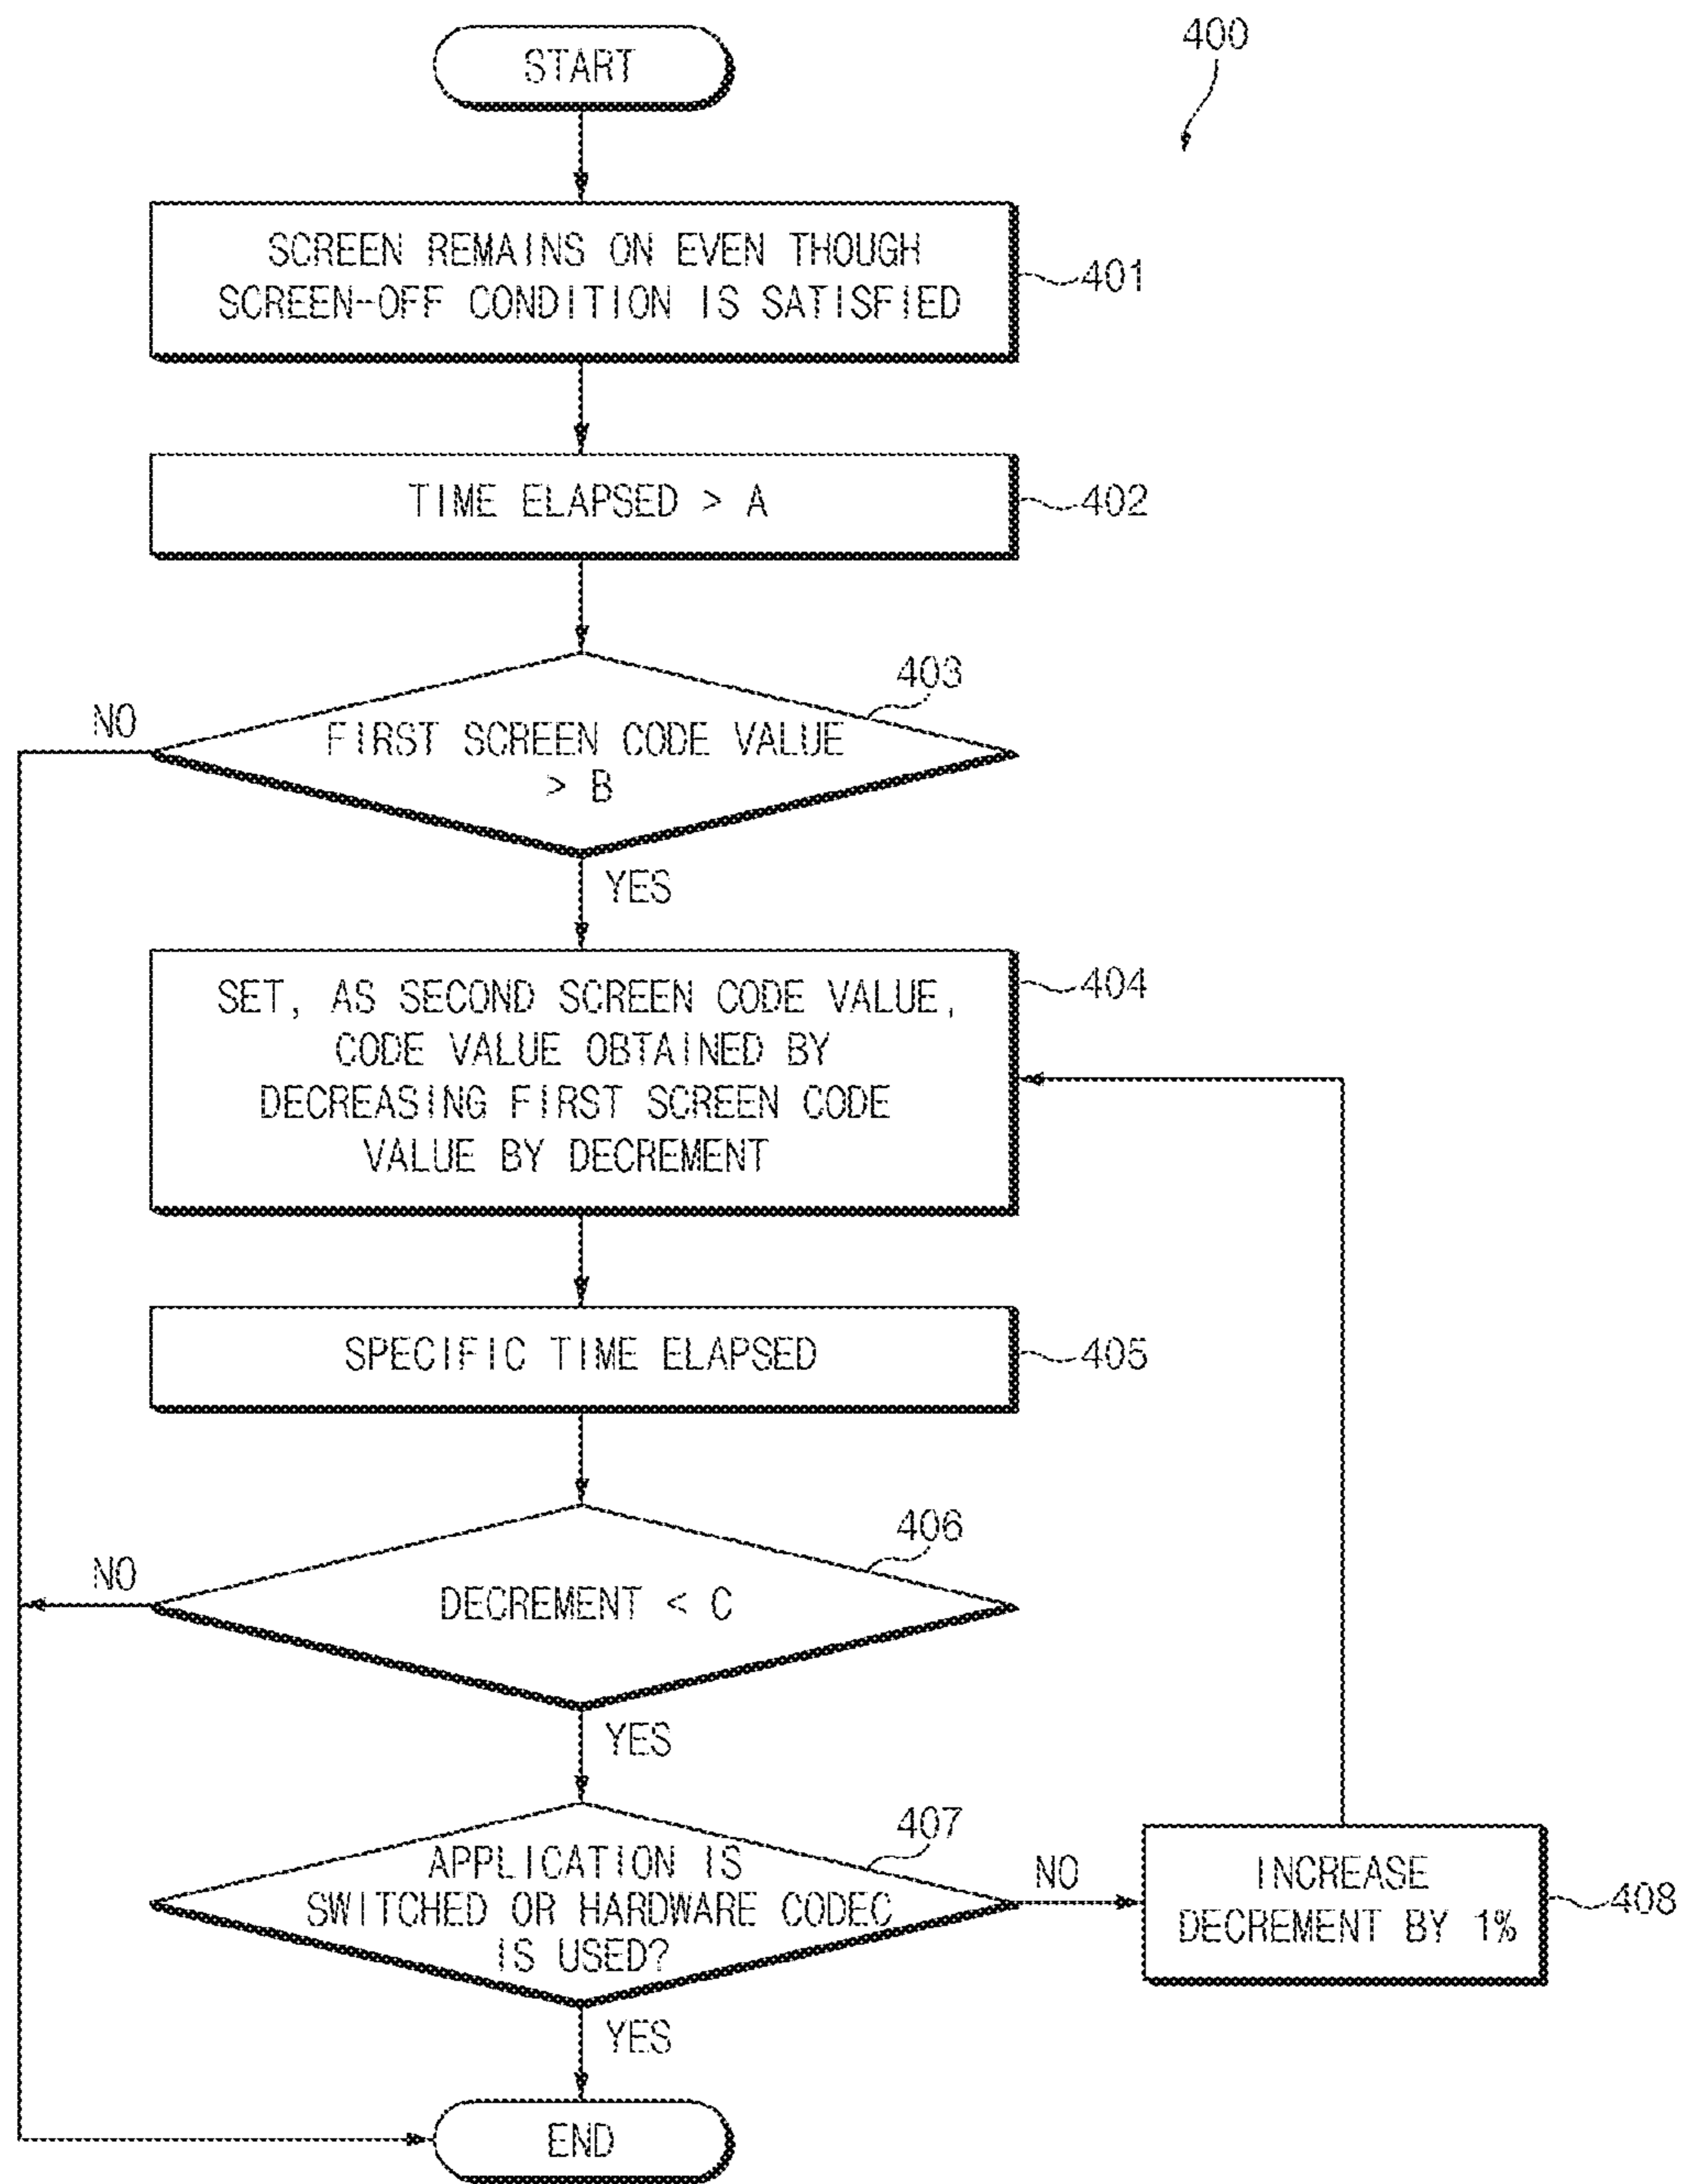 400
START
SCREEN REMAINS ON EVEN THOUGH
SCREEN-OFF CONDITION IS SATISFIED
401
TIME ELAPSED > A
402
403
NO
FIRST SCREEN CODE VALUE
> B
YES
SET, AS SECOND SCREEN CODE VALUE,
CODE VALUE OBTAINED BY
DECREASING FIRST SCREEN CODE
VALUE BY DECREMENT
404
SPECIFIC TIME ELAPSED
405
406
NO
DECREMENT < C
YES
407
APPLICATION IS
SWITCHED OR HARDWARE CODEC
IS USED?
NO
INCREASE
DECREMENT BY 1%
408
YES
END